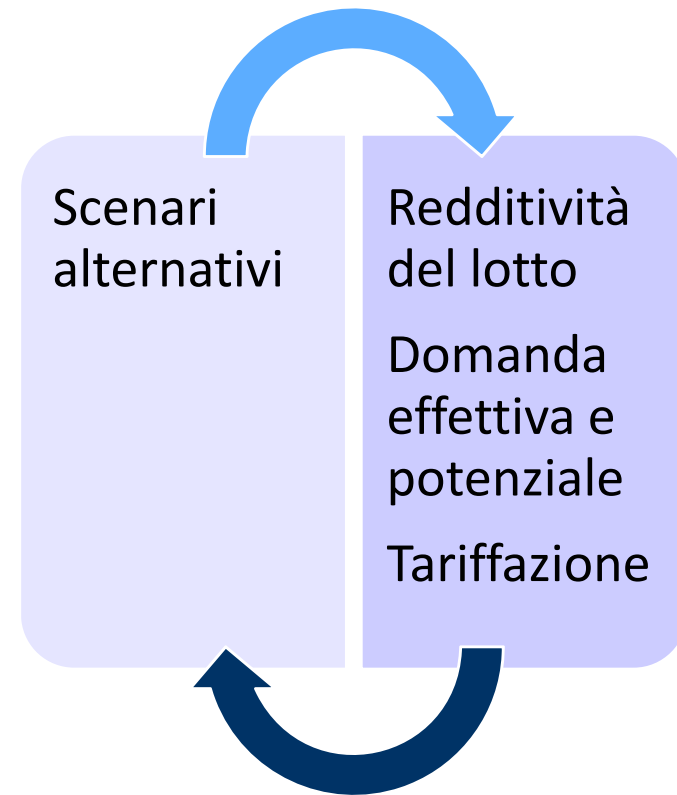 Scenari
alternativi
Redditività
del lotto
Domanda
effettiva e
potenziale
Tariffazione